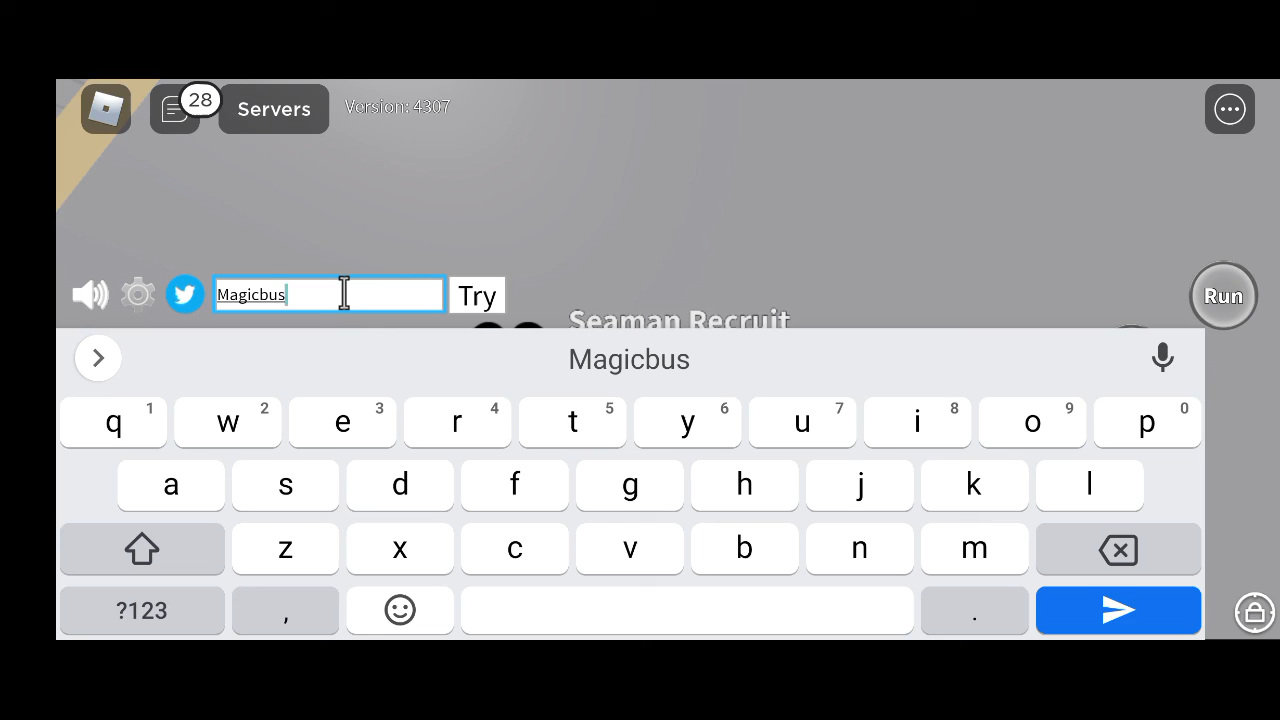 28
Servers
Version: 4307
Magicbus
Try
Run
Seaman Recruit
Magicbus
q 1 w 2 e 3 r 4 t 5 y 6 u 7 i 8 o 9 p 0
a s d f g h j k l
z x c v b n m
?123 , .